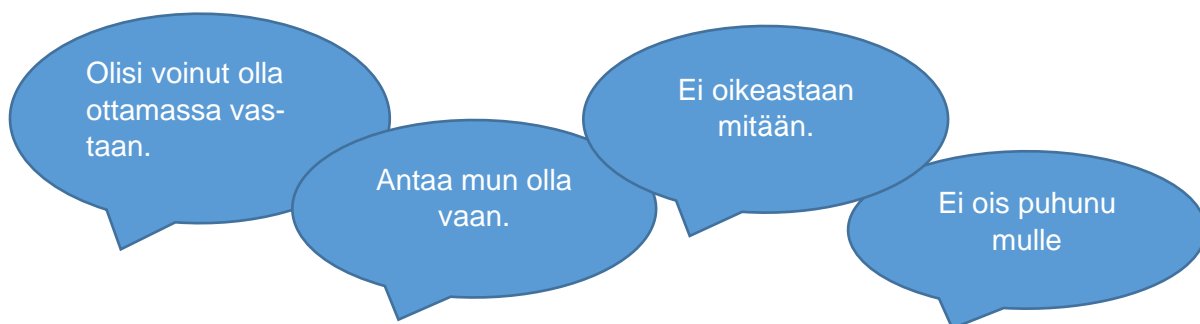 Olisi voinut olla
ottamassa vas-
taan.
Antaa mun olla
vaan.
Ei oikeastaan
mitään.
Ei ois puhunu
mulle